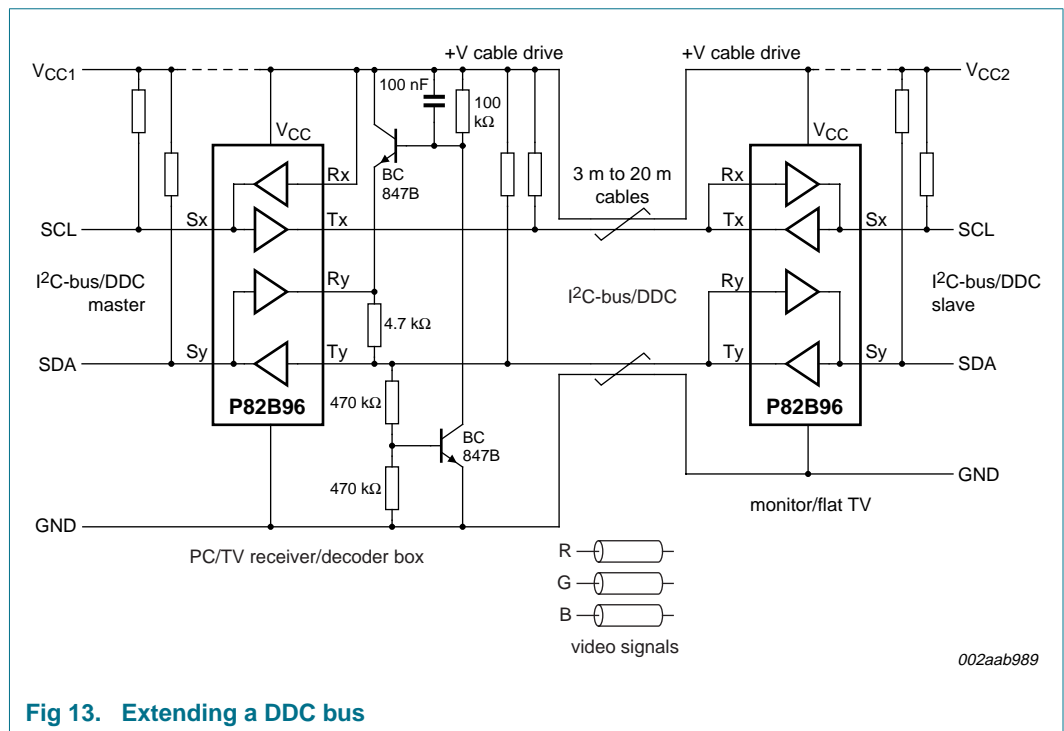 +V cable drive
+V cable drive
VCC1
VCC2
100 nF
100
kΩ
VCC
VCC
BC
847B
3 m to 20 m
cables
Rx
Rx
Sx
Tx
Tx
Sx
SCL
SCL
I2C-bus/DDC
master
Ry
I2C-bus/DDC
Ry
I2C-bus/DDC
slave
4.7 kΩ
SDA
Sy
Ty
Ty
Sy
SDA
P82B96
P82B96
470 kΩ
BC
847B
470 kΩ
GND
monitor/flat TV
GND
PC/TV receiver/decoder box
R
G
B
video signals
002aab989
Fig 13. Extending a DDC bus